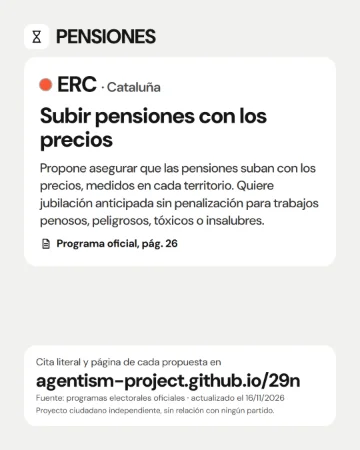 PENSIONES
ERC · Cataluña
Subir pensiones con los
precios
Propone asegurar que las pensiones suban con los
precios, medidos en cada territorio. Quiere
jubilación anticipada sin penalización para trabajos
penosos, peligrosos, tóxicos o insalubres.
Programa oficial, pág. 26
Cita literal y página de cada propuesta en
agentism-project.github.io/29n
Fuente: programas electorales oficiales · actualizado el 16/11/2026
Proyecto ciudadano independiente, sin relación con ningún partido.